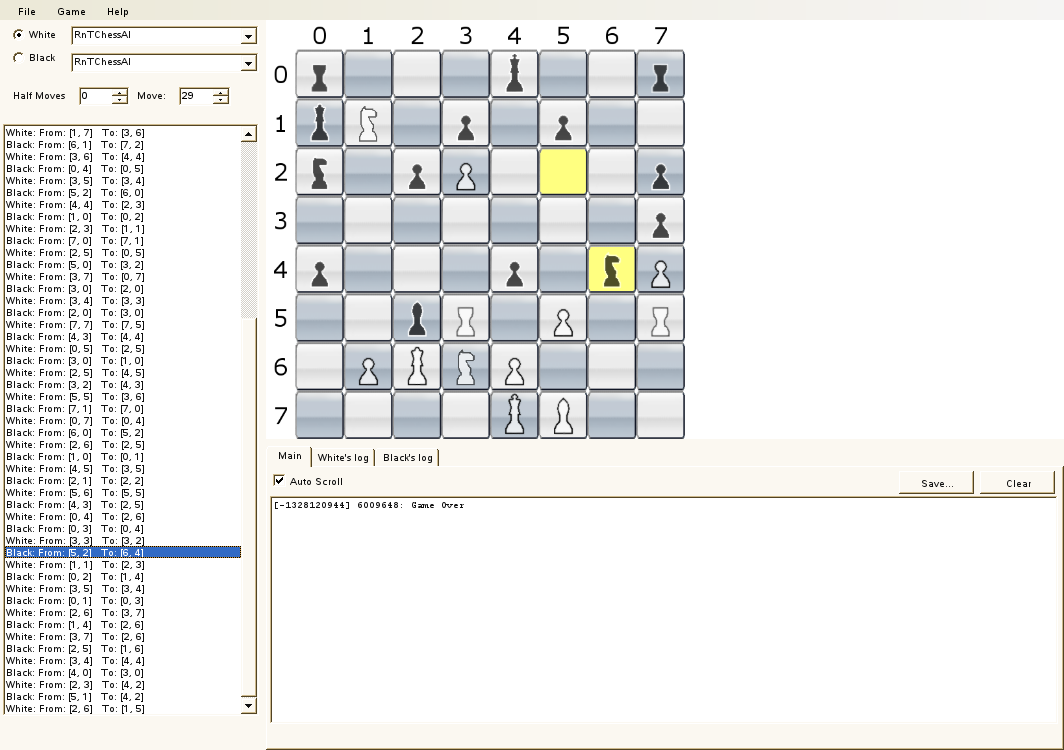 File Game Help
White RnTChessAI
Black RnTChessAI
Half Moves 0 Move: 29
White: From: [1, 7] To: [3, 6]
Black: From: [6, 1] To: [7, 2]
White: From: [3, 6] To: [4, 4]
Black: From: [0, 4] To: [0, 5]
White: From: [3, 5] To: [3, 4]
Black: From: [5, 2] To: [6, 0]
White: From: [4, 4] To: [2, 3]
Black: From: [1, 0] To: [0, 2]
White: From: [2, 3] To: [1, 1]
Black: From: [7, 0] To: [7, 1]
White: From: [2, 5] To: [0, 5]
Black: From: [5, 0] To: [3, 2]
White: From: [3, 7] To: [0, 7]
Black: From: [3, 0] To: [2, 0]
White: From: [3, 4] To: [3, 3]
Black: From: [2, 0] To: [3, 0]
White: From: [7, 7] To: [7, 5]
Black: From: [4, 3] To: [4, 4]
White: From: [0, 5] To: [2, 5]
Black: From: [3, 0] To: [1, 0]
White: From: [2, 5] To: [4, 5]
Black: From: [3, 2] To: [4, 3]
White: From: [5, 5] To: [3, 6]
Black: From: [7, 1] To: [7, 0]
White: From: [0, 7] To: [0, 4]
Black: From: [6, 0] To: [5, 2]
White: From: [2, 6] To: [2, 5]
Black: From: [1, 0] To: [0, 1]
White: From: [4, 5] To: [3, 5]
Black: From: [2, 1] To: [2, 2]
White: From: [5, 6] To: [5, 5]
Black: From: [4, 3] To: [2, 5]
White: From: [0, 4] To: [2, 6]
Black: From: [0, 3] To: [0, 4]
White: From: [3, 3] To: [3, 2]
Black: From: [5, 2] To: [6, 4]
White: From: [1, 1] To: [2, 3]
Black: From: [0, 2] To: [1, 4]
White: From: [3, 5] To: [3, 4]
Black: From: [0, 1] To: [0, 3]
White: From: [2, 6] To: [3, 7]
Black: From: [1, 4] To: [2, 6]
White: From: [3, 7] To: [2, 6]
Black: From: [2, 5] To: [1, 6]
White: From: [3, 4] To: [4, 4]
Black: From: [4, 0] To: [3, 0]
White: From: [2, 3] To: [4, 2]
Black: From: [5, 1] To: [4, 2]
White: From: [2, 6] To: [1, 5]
0 1 2 3 4 5 6 7
0
1
2
3
4
5
6
7
Main White's log Black's log
Auto Scroll Save... Clear
[-1328120944] 6009648: Game Over